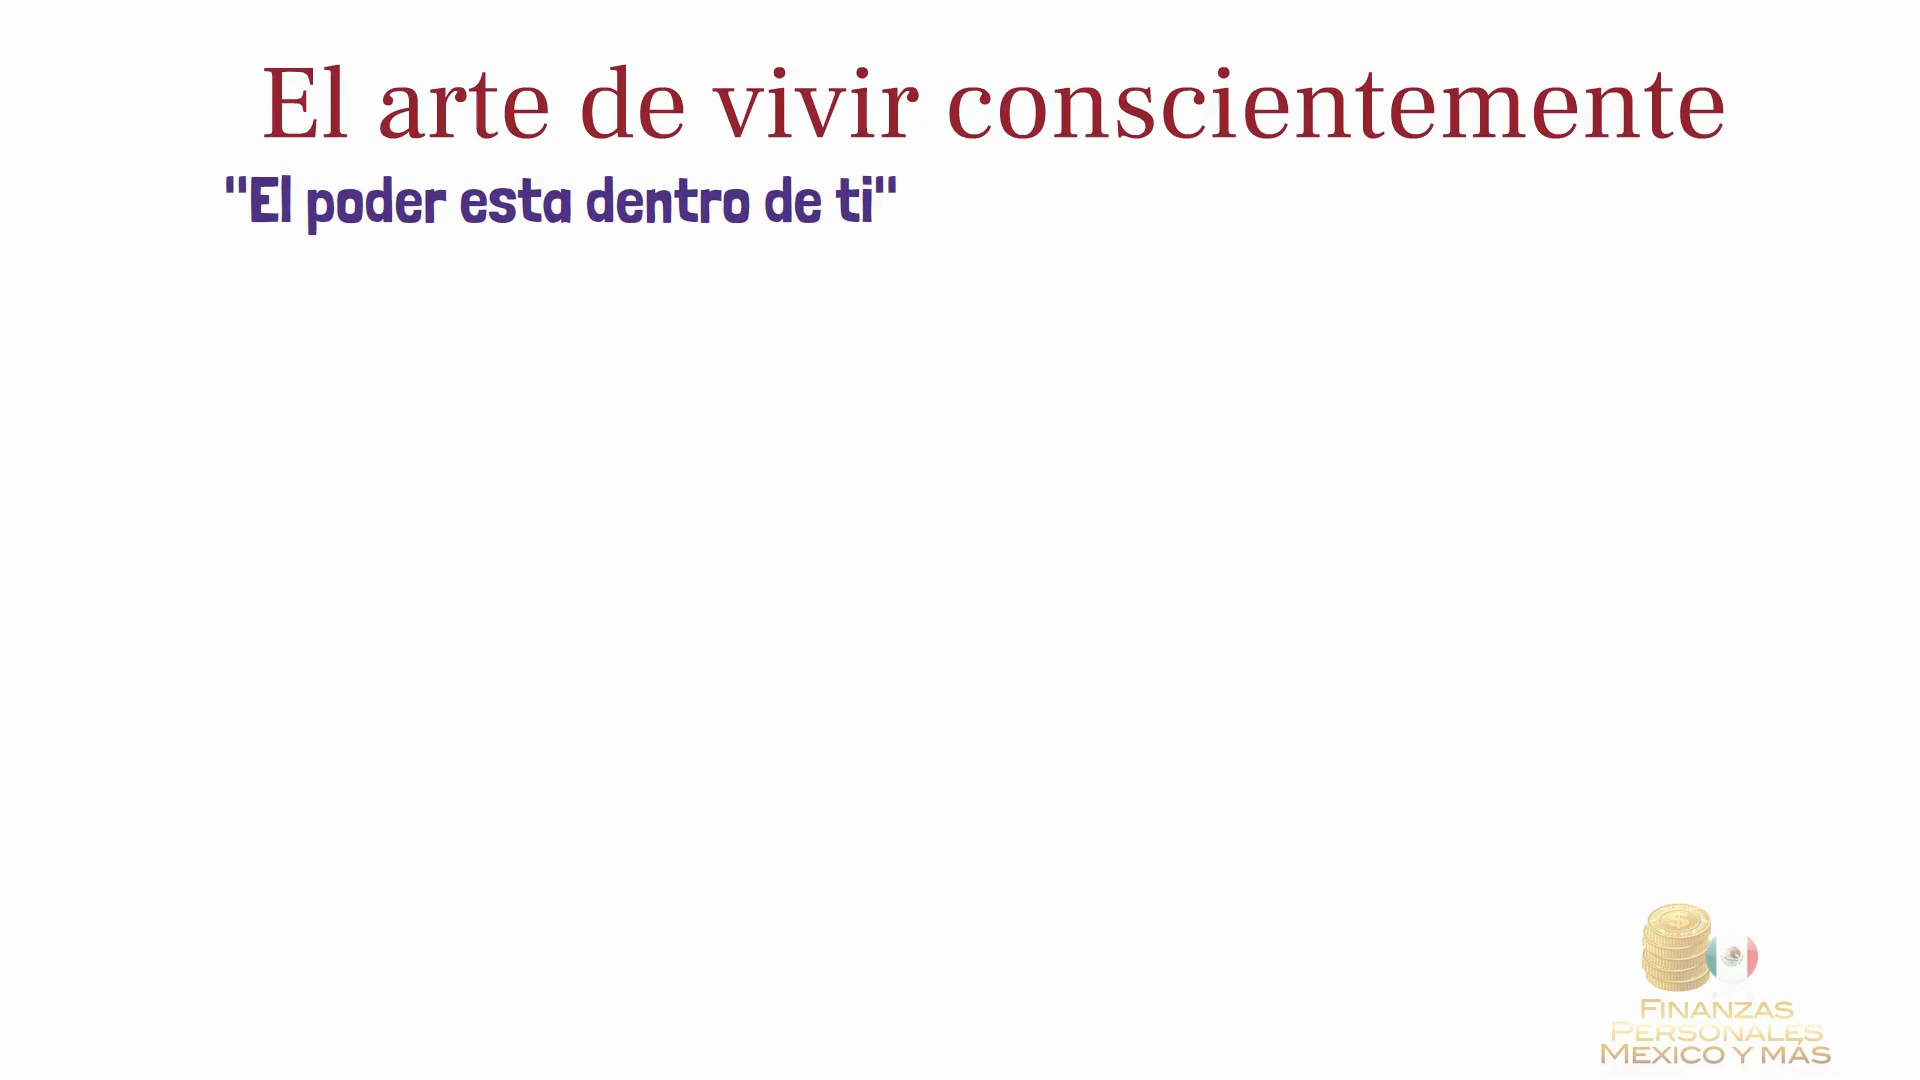 El arte de vivir conscientemente
"El poder esta dentro de ti"
FINANZAS
PERSONALES
MEXICO Y MÁS